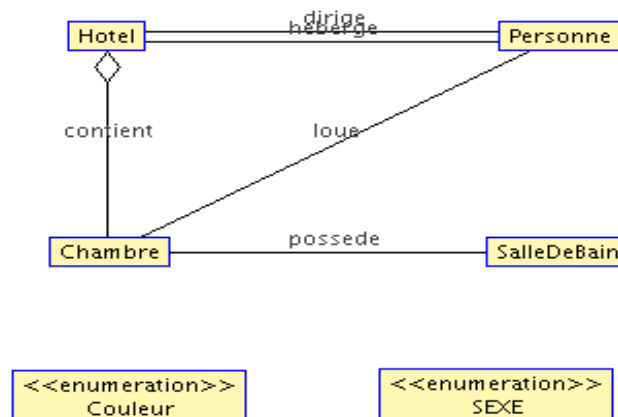 dirige
Hotel
heberge
Personne
contient
loue
Chambre
possede
SalleDeBain
<<enumeration>>
Couleur
<<enumeration>>
SEXE